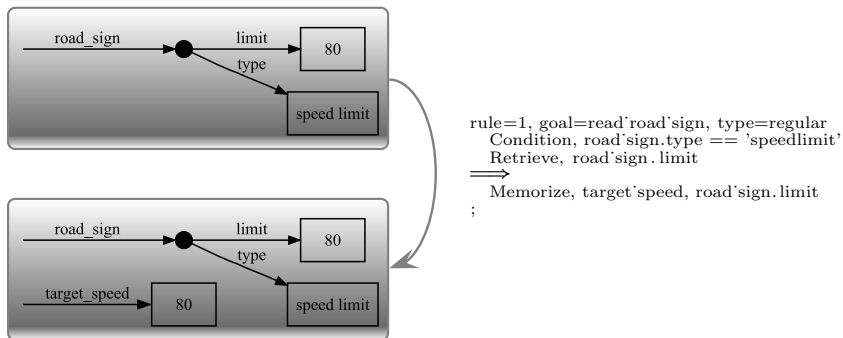 road_sign
limit
80
type
speed limit
rule=1, goal=read˙road˙sign, type=regular
Condition, road˙sign.type == 'speedlimit'
Retrieve, road˙sign.limit
⟹
Memorize, target˙speed, road˙sign.limit
;
road_sign
limit
80
type
target_speed
80
speed limit